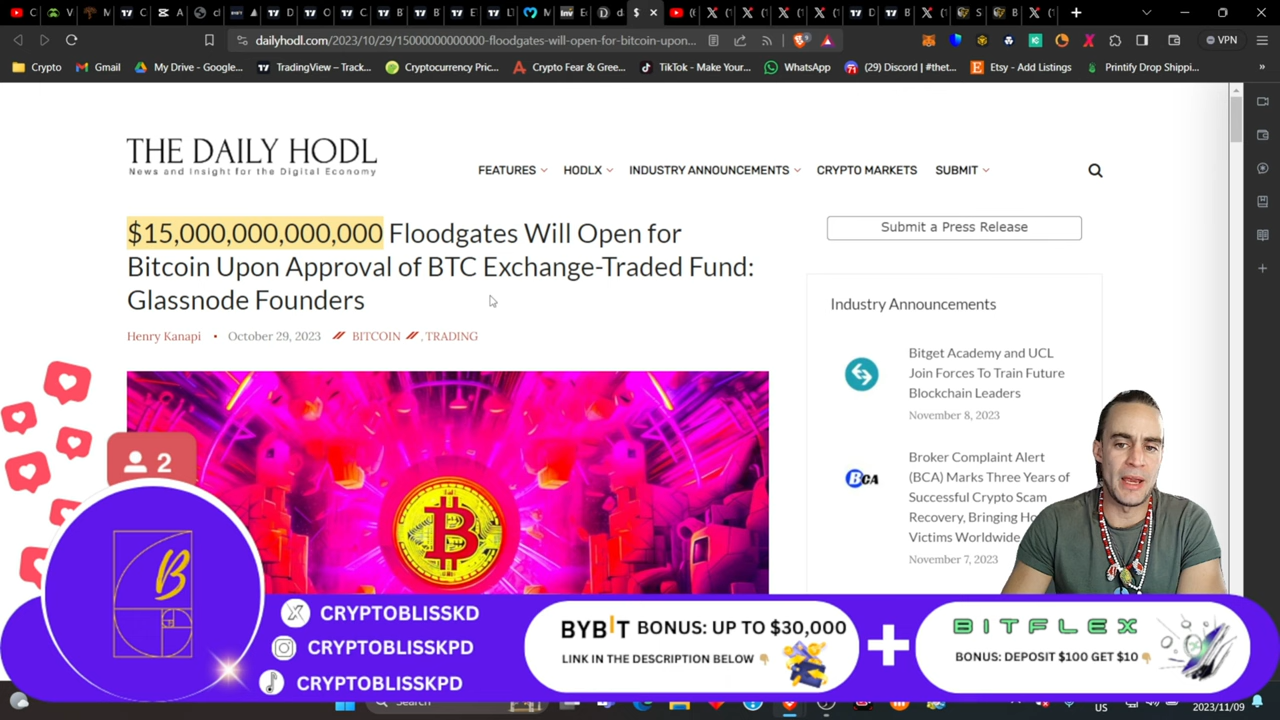 dailyhodl.com/2023/10/29/15000000000000-floodgates-will-open-for-bitcoin-upon...
VPN
Crypto
Gmail
My Drive - Google...
TradingView – Track...
Cryptocurrency Pric...
Crypto Fear & Gree...
TikTok - Make Your...
WhatsApp
(29) Discord | #thet...
Etsy - Add Listings
Printify Drop Shippi...
THE DAILY HODL
News and Insight for the Digital Economy
FEATURES
HODLX
INDUSTRY ANNOUNCEMENTS
CRYPTO MARKETS
SUBMIT
$15,000,000,000,000 Floodgates Will Open for
Bitcoin Upon Approval of BTC Exchange-Traded Fund:
Glassnode Founders
Henry Kanapi • October 29, 2023 // BITCOIN // , TRADING
Submit a Press Release
Industry Announcements
Bitget Academy and UCL
Join Forces To Train Future
Blockchain Leaders
November 8, 2023
BCA
Broker Complaint Alert
(BCA) Marks Three Years of
Successful Crypto Scam
Recovery, Bringing
Victims Worldwide
November 7, 2023
2
B
CRYPTOBLISSKD
CRYPTOBLISSKPD
CRYPTOBLISSKPD
BYBIT BONUS: UP TO $30,000
LINK IN THE DESCRIPTION BELOW
+
BITFLEX
BONUS: DEPOSIT $100 GET $10
Search
US
2023/11/09